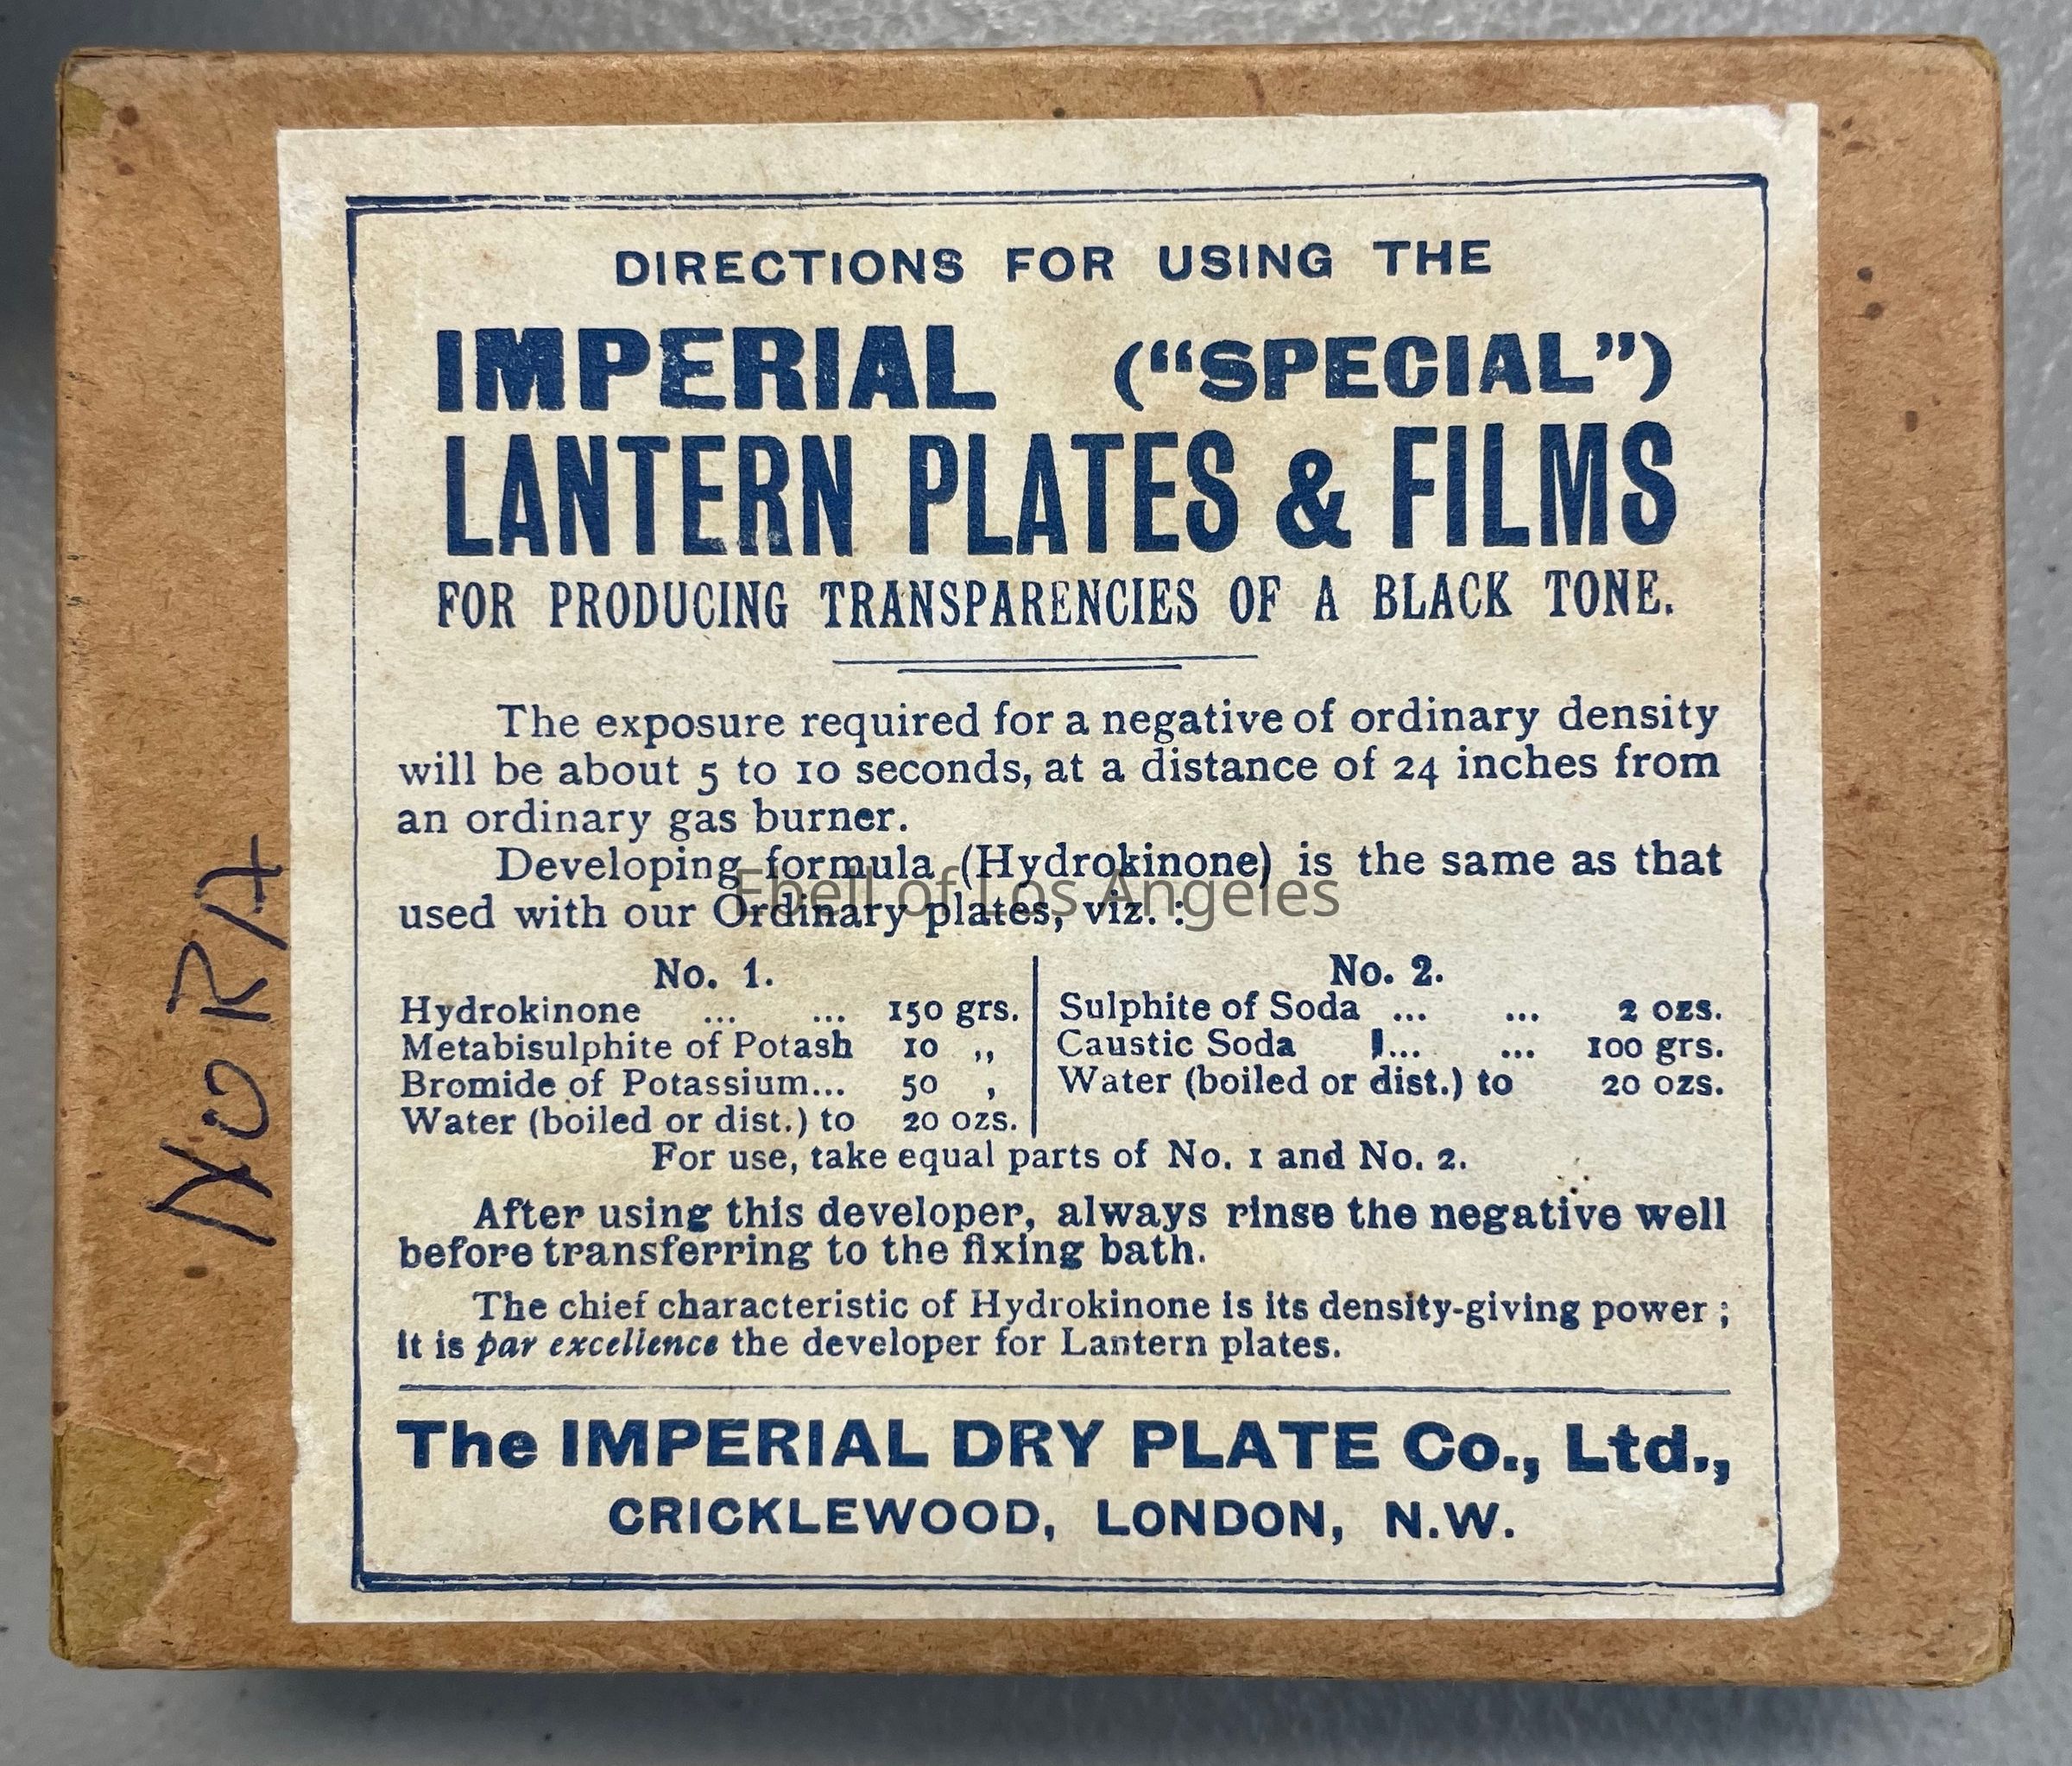 DIRECTIONS FOR USING THE
IMPERIAL (“SPECIAL”)
LANTERN PLATES & FILMS
FOR PRODUCING TRANSPARENCIES OF A BLACK TONE.
The exposure required for a negative of ordinary density
will be about 5 to 10 seconds, at a distance of 24 inches from
an ordinary gas burner.
Developing formula (Hydrokinone) is the same as that
used with our Ordinary plates, viz. :
Ebell of Los Angeles
No. 1.
Hydrokinone ... ... 150 grs.
Metabisulphite of Potash 10 ,,
Bromide of Potassium... 50 ,
Water (boiled or dist.) to 20 ozs.
No. 2.
Sulphite of Soda ... ... 2 ozs.
Caustic Soda ... ... 100 grs.
Water (boiled or dist.) to 20 ozs.
For use, take equal parts of No. 1 and No. 2.
After using this developer, always rinse the negative well
before transferring to the fixing bath.
The chief characteristic of Hydrokinone is its density-giving power ;
it is par excellence the developer for Lantern plates.
The IMPERIAL DRY PLATE Co., Ltd.,
CRICKLEWOOD, LONDON, N.W.
NORA